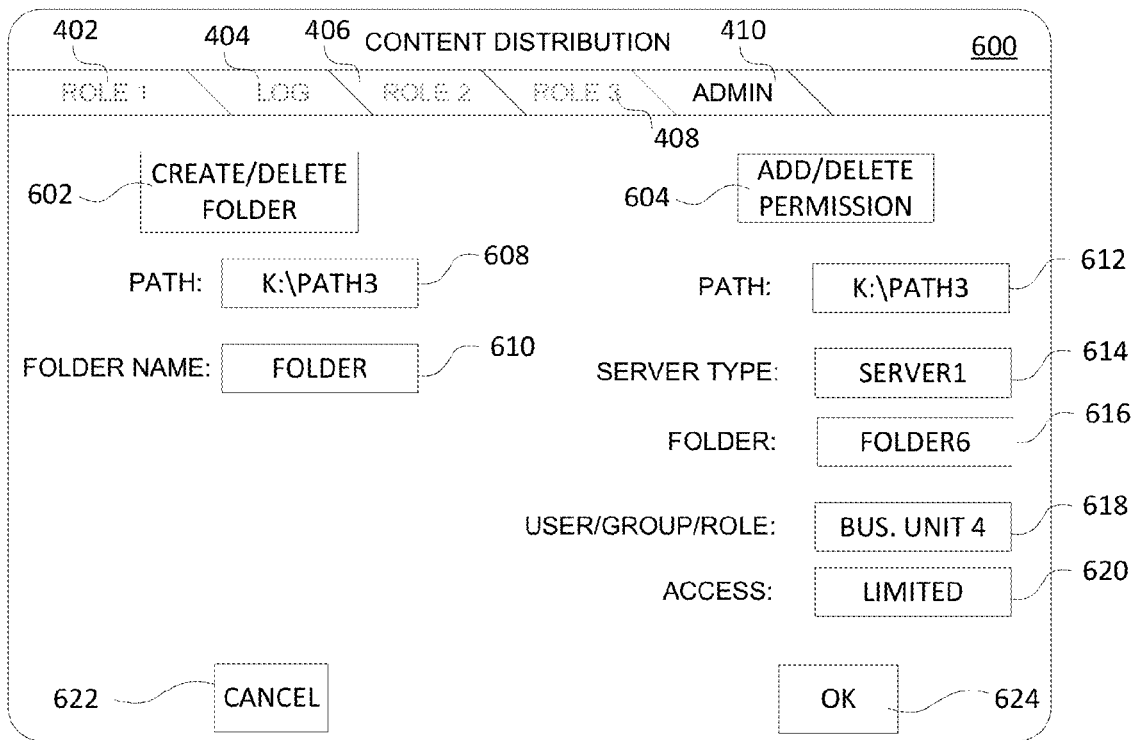 402 404 406 CONTENT DISTRIBUTION 410 600
ROLE 1 LOG ROLE 2 ROLE 3 ADMIN
408
602 CREATE/DELETE
FOLDER
604 ADD/DELETE
PERMISSION
PATH: K:\PATH3 608
FOLDER NAME: FOLDER 610
PATH: K:\PATH3 612
SERVER TYPE: SERVER1 614
FOLDER: FOLDER6 616
USER/GROUP/ROLE: BUS. UNIT 4 618
ACCESS: LIMITED 620
622 CANCEL
OK 624